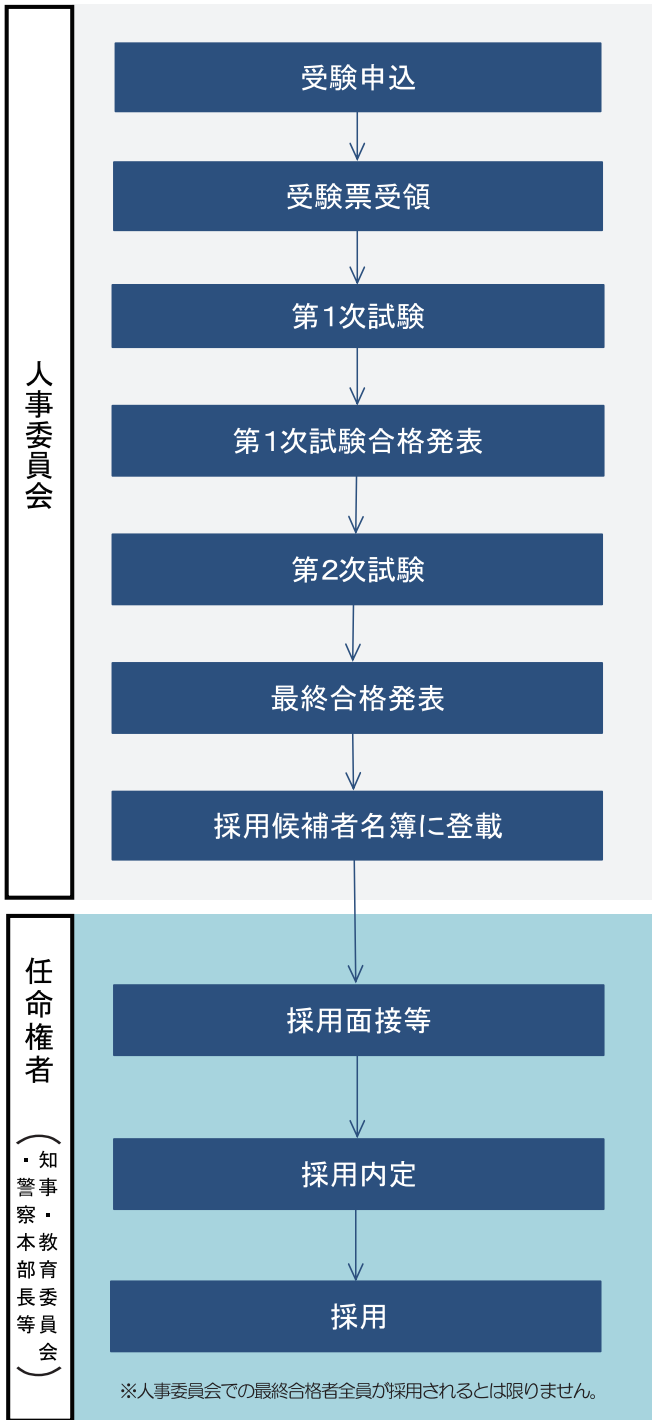 人事委員会
受験申込
受験票受領
第1次試験
第1次試験合格発表
第2次試験
最終合格発表
採用候補者名簿に登載
任命権者
（知事・教育委員会
・警察本部長等）
採用面接等
採用内定
採用
※人事委員会での最終合格者全員が採用されるとは限りません。